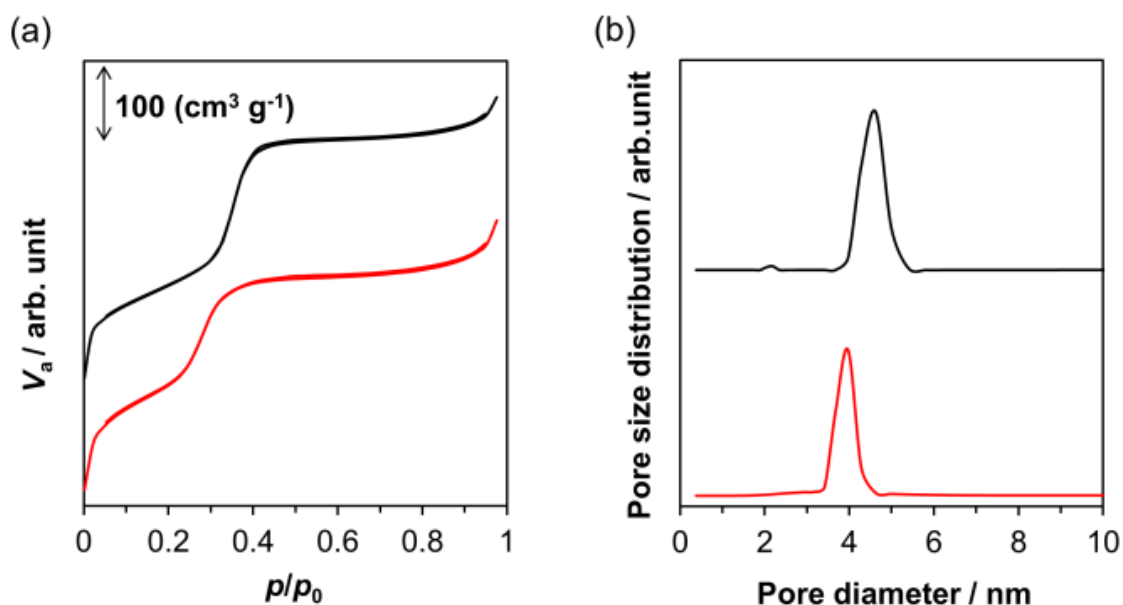 (a)
100 (cm³ g⁻¹)
Vₐ / arb. unit
0 0.2 0.4 0.6 0.8 1
p/p₀
(b)
Pore size distribution / arb.unit
0 2 4 6 8 10
Pore diameter / nm